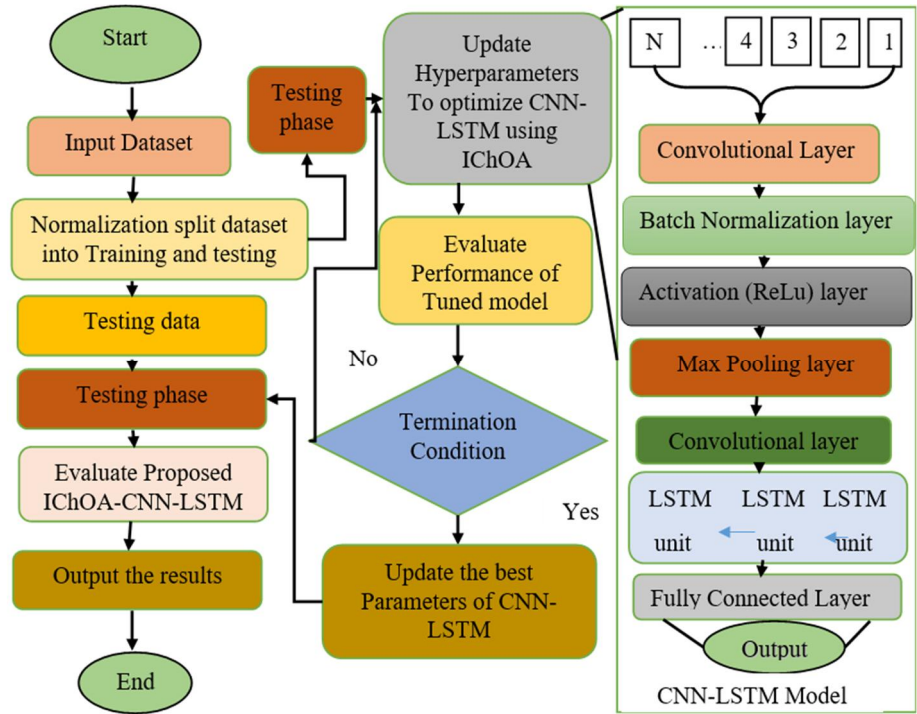 Start
Input Dataset
Normalization split dataset
into Training and testing
Testing data
Testing phase
Evaluate Proposed
IChOA-CNN-LSTM
Output the results
End
Testing
phase
Update
Hyperparameters
To optimize CNN-
LSTM using
IChOA
Evaluate
Performance of
Tuned model
No
Termination
Condition
Yes
Update the best
Parameters of CNN-
LSTM
N ... 4 3 2 1
Convolutional Layer
Batch Normalization layer
Activation (ReLu) layer
Max Pooling layer
Convolutional layer
LSTM LSTM LSTM
unit unit unit
Fully Connected Layer
Output
CNN-LSTM Model